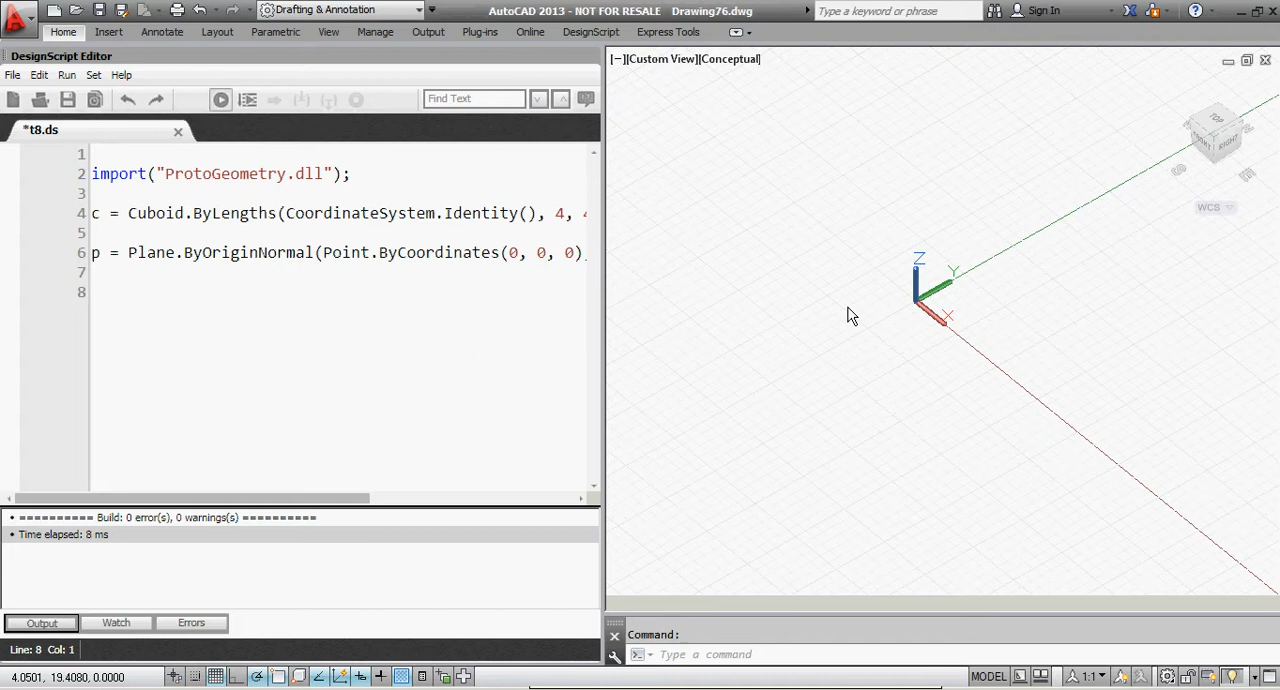 Drafting & Annotation
AutoCAD 2013 - NOT FOR RESALE Drawing76.dwg
Type a keyword or phrase
Sign In
Home Insert Annotate Layout Parametric View Manage Output Plug-ins Online DesignScript Express Tools
DesignScript Editor
File Edit Run Set Help
Find Text
*t8.ds
1
2 import("ProtoGeometry.dll");
3
4 c = Cuboid.ByLengths(CoordinateSystem.Identity(), 4,
5
6 p = Plane.ByOriginNormal(Point.ByCoordinates(0, 0, 0)
7
8
========== Build: 0 error(s), 0 warnings(s) ==========
Time elapsed: 8 ms
Output Watch Errors
Line: 8 Col: 1
[−][Custom View][Conceptual]
TOP
RIGHT
WCS
Z
Y
X
Command:
Type a command
4.0501, 19.4080, 0.0000
MODEL
1:1